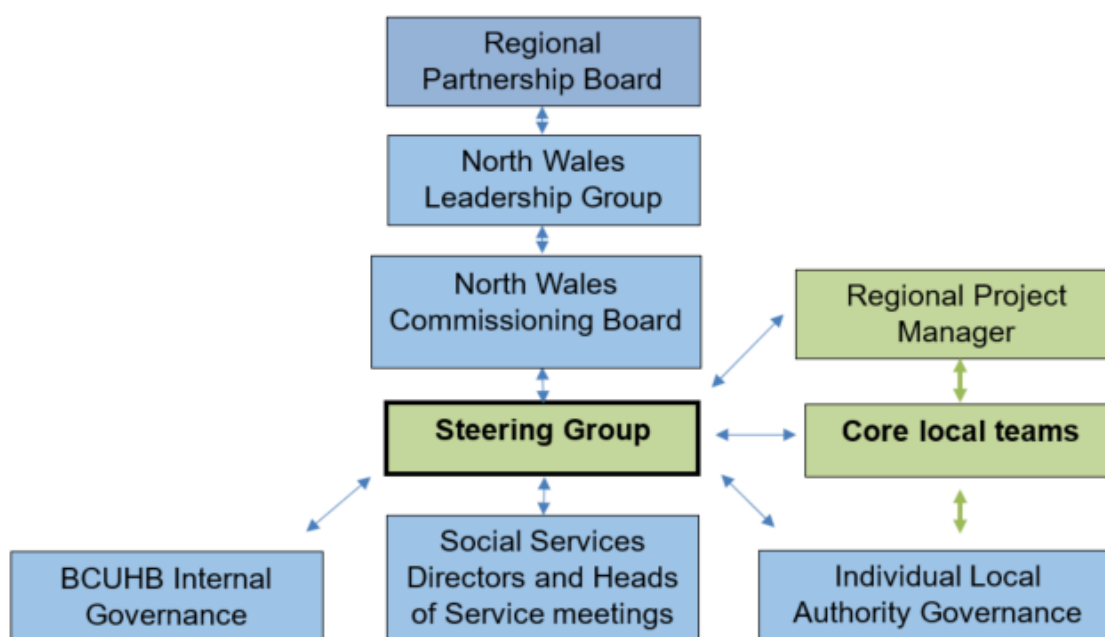 Regional
Partnership Board
North Wales
Leadership Group
North Wales
Commissioning Board
Regional Project
Manager
Steering Group
Core local teams
BCUHB Internal
Governance
Social Services
Directors and Heads
of Service meetings
Individual Local
Authority Governance